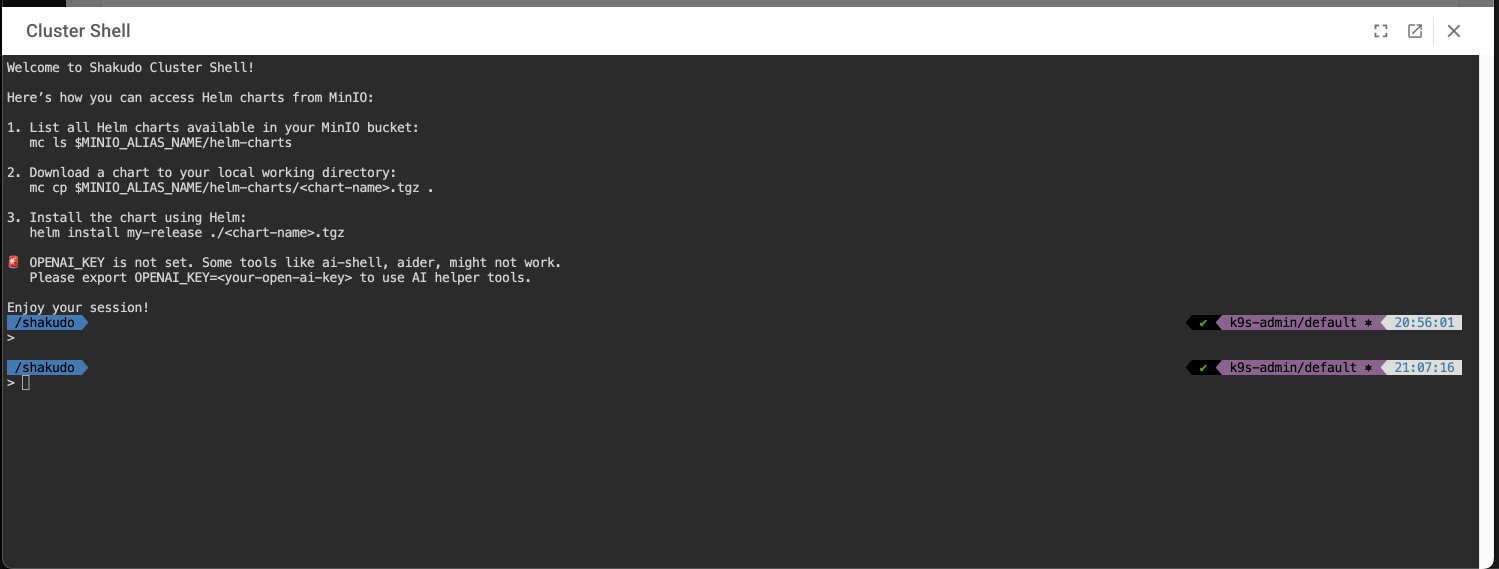 Cluster Shell
Welcome to Shakudo Cluster Shell!
Here’s how you can access Helm charts from MinIO:
1. List all Helm charts available in your MinIO bucket:
mc ls $MINIO_ALIAS_NAME/helm-charts
2. Download a chart to your local working directory:
mc cp $MINIO_ALIAS_NAME/helm-charts/<chart-name>.tgz .
3. Install the chart using Helm:
helm install my-release ./<chart-name>.tgz
🚨 OPENAI_KEY is not set. Some tools like ai-shell, aider, might not work.
Please export OPENAI_KEY=<your-open-ai-key> to use AI helper tools.
Enjoy your session!
/shakudo ✔ k9s-admin/default ⎈ 20:56:01
>
/shakudo ✔ k9s-admin/default ⎈ 21:07:16
>